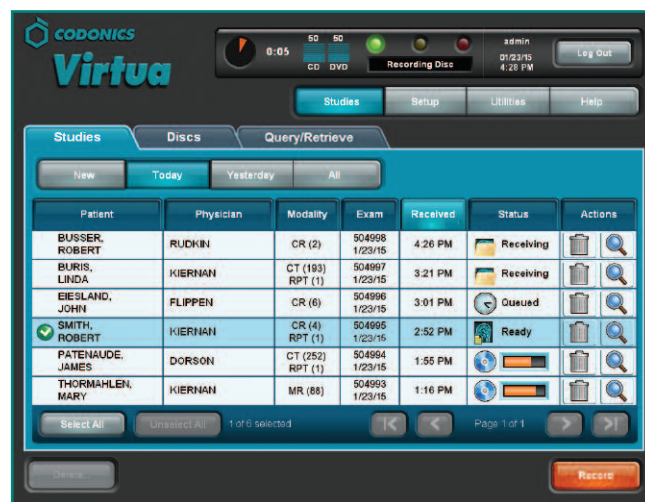 CODONICS
Virtua
0:05
50 50
CD DVD
Recording Disc
admin
01/23/15
4:28 PM
Log Out
Studies Setup Utilities Help
Studies Discs Query/Retrieve
New Today Yesterday All
Patient Physician Modality Exam Received Status Actions
BUSSER, ROBERT RUDKIN CR (2) 504998 1/23/15 4:26 PM Receiving
BURIS, LINDA KIERNAN CT (193) RPT (1) 504997 1/23/15 3:21 PM Receiving
EIESLAND, JOHN FLIPPEN CR (6) 504996 1/23/15 3:01 PM Queued
SMITH, ROBERT KIERNAN CR (4) RPT (1) 504995 1/23/15 2:52 PM Ready
PATENAUDE, JAMES DORSON CT (252) RPT (1) 504994 1/23/15 1:55 PM
THORMAHLEN, MARY KIERNAN MR (88) 504993 1/23/15 1:16 PM
Select All Unselect All 1 of 6 selected Page 1 of 1
Delete... Record